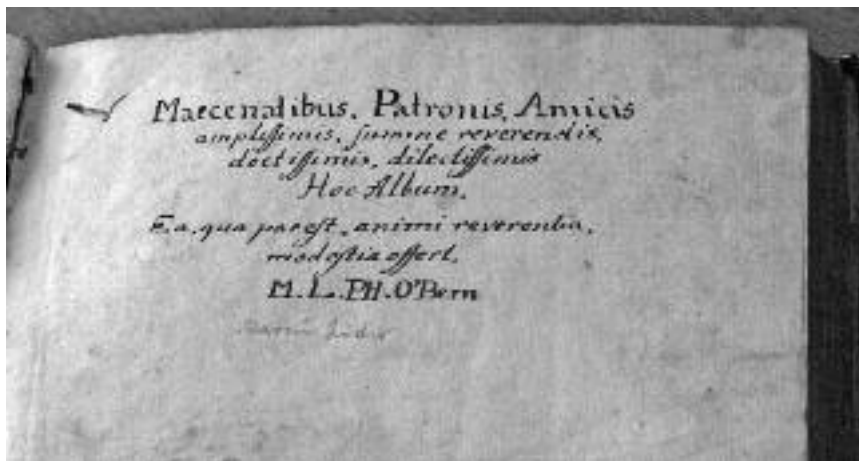 Maecenatibus, Patronis, Amicis
amplissimis, summe reverendis,
doctissimis, dilectissimis
Hoc Album,
E.a. qua par est, animi reverentia,
modestia offert,
M. L. PH. O'Bern